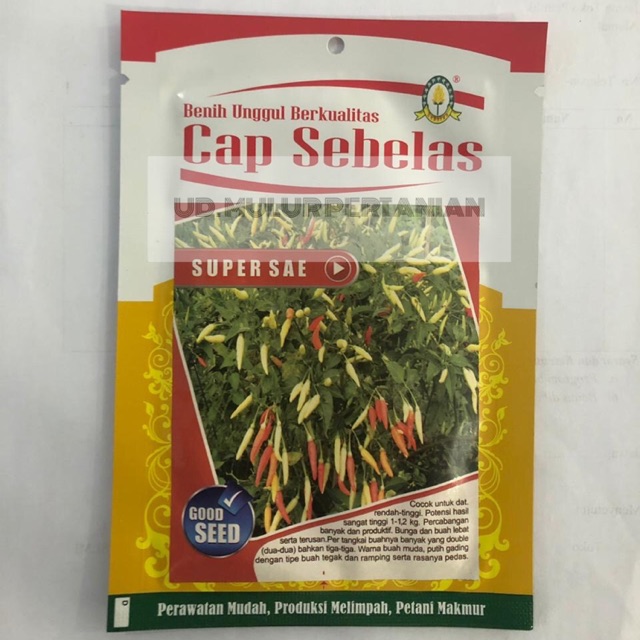 Benih Unggul Berkualitas
®
Cap Sebelas
UD.MULUR PERTANIAN
SUPER SAE
GOOD
SEED
Cocok untuk dat.
rendah-tinggi. Potensi hasil
sangat tinggi 1-1,2 kg. Percabangan
banyak dan produktif. Bunga dan buah lebat
serta terusan.Per tangkai buahnya banyak yang double
(dua-dua) bahkan tiga-tiga. Warna buah muda, putih gading
dengan tipe buah tegak dan ramping serta rasanya pedas.
Perawatan Mudah, Produksi Melimpah, Petani Makmur